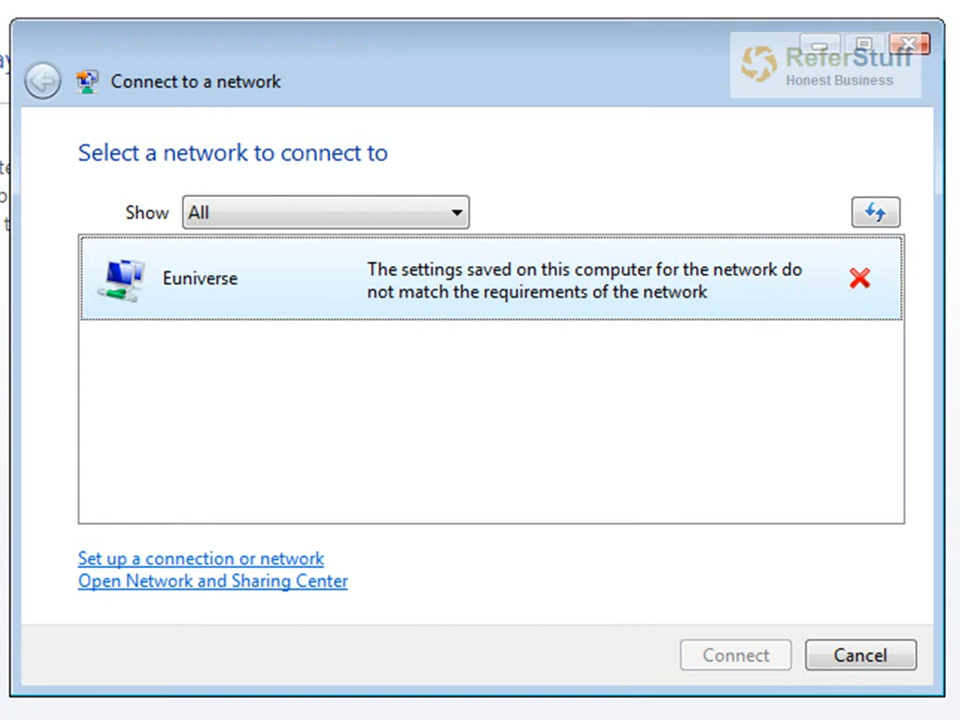 ReferStuff
Honest Business
Connect to a network
Select a network to connect to
Show All
Euniverse
The settings saved on this computer for the network do
not match the requirements of the network
Set up a connection or network
Open Network and Sharing Center
Connect Cancel